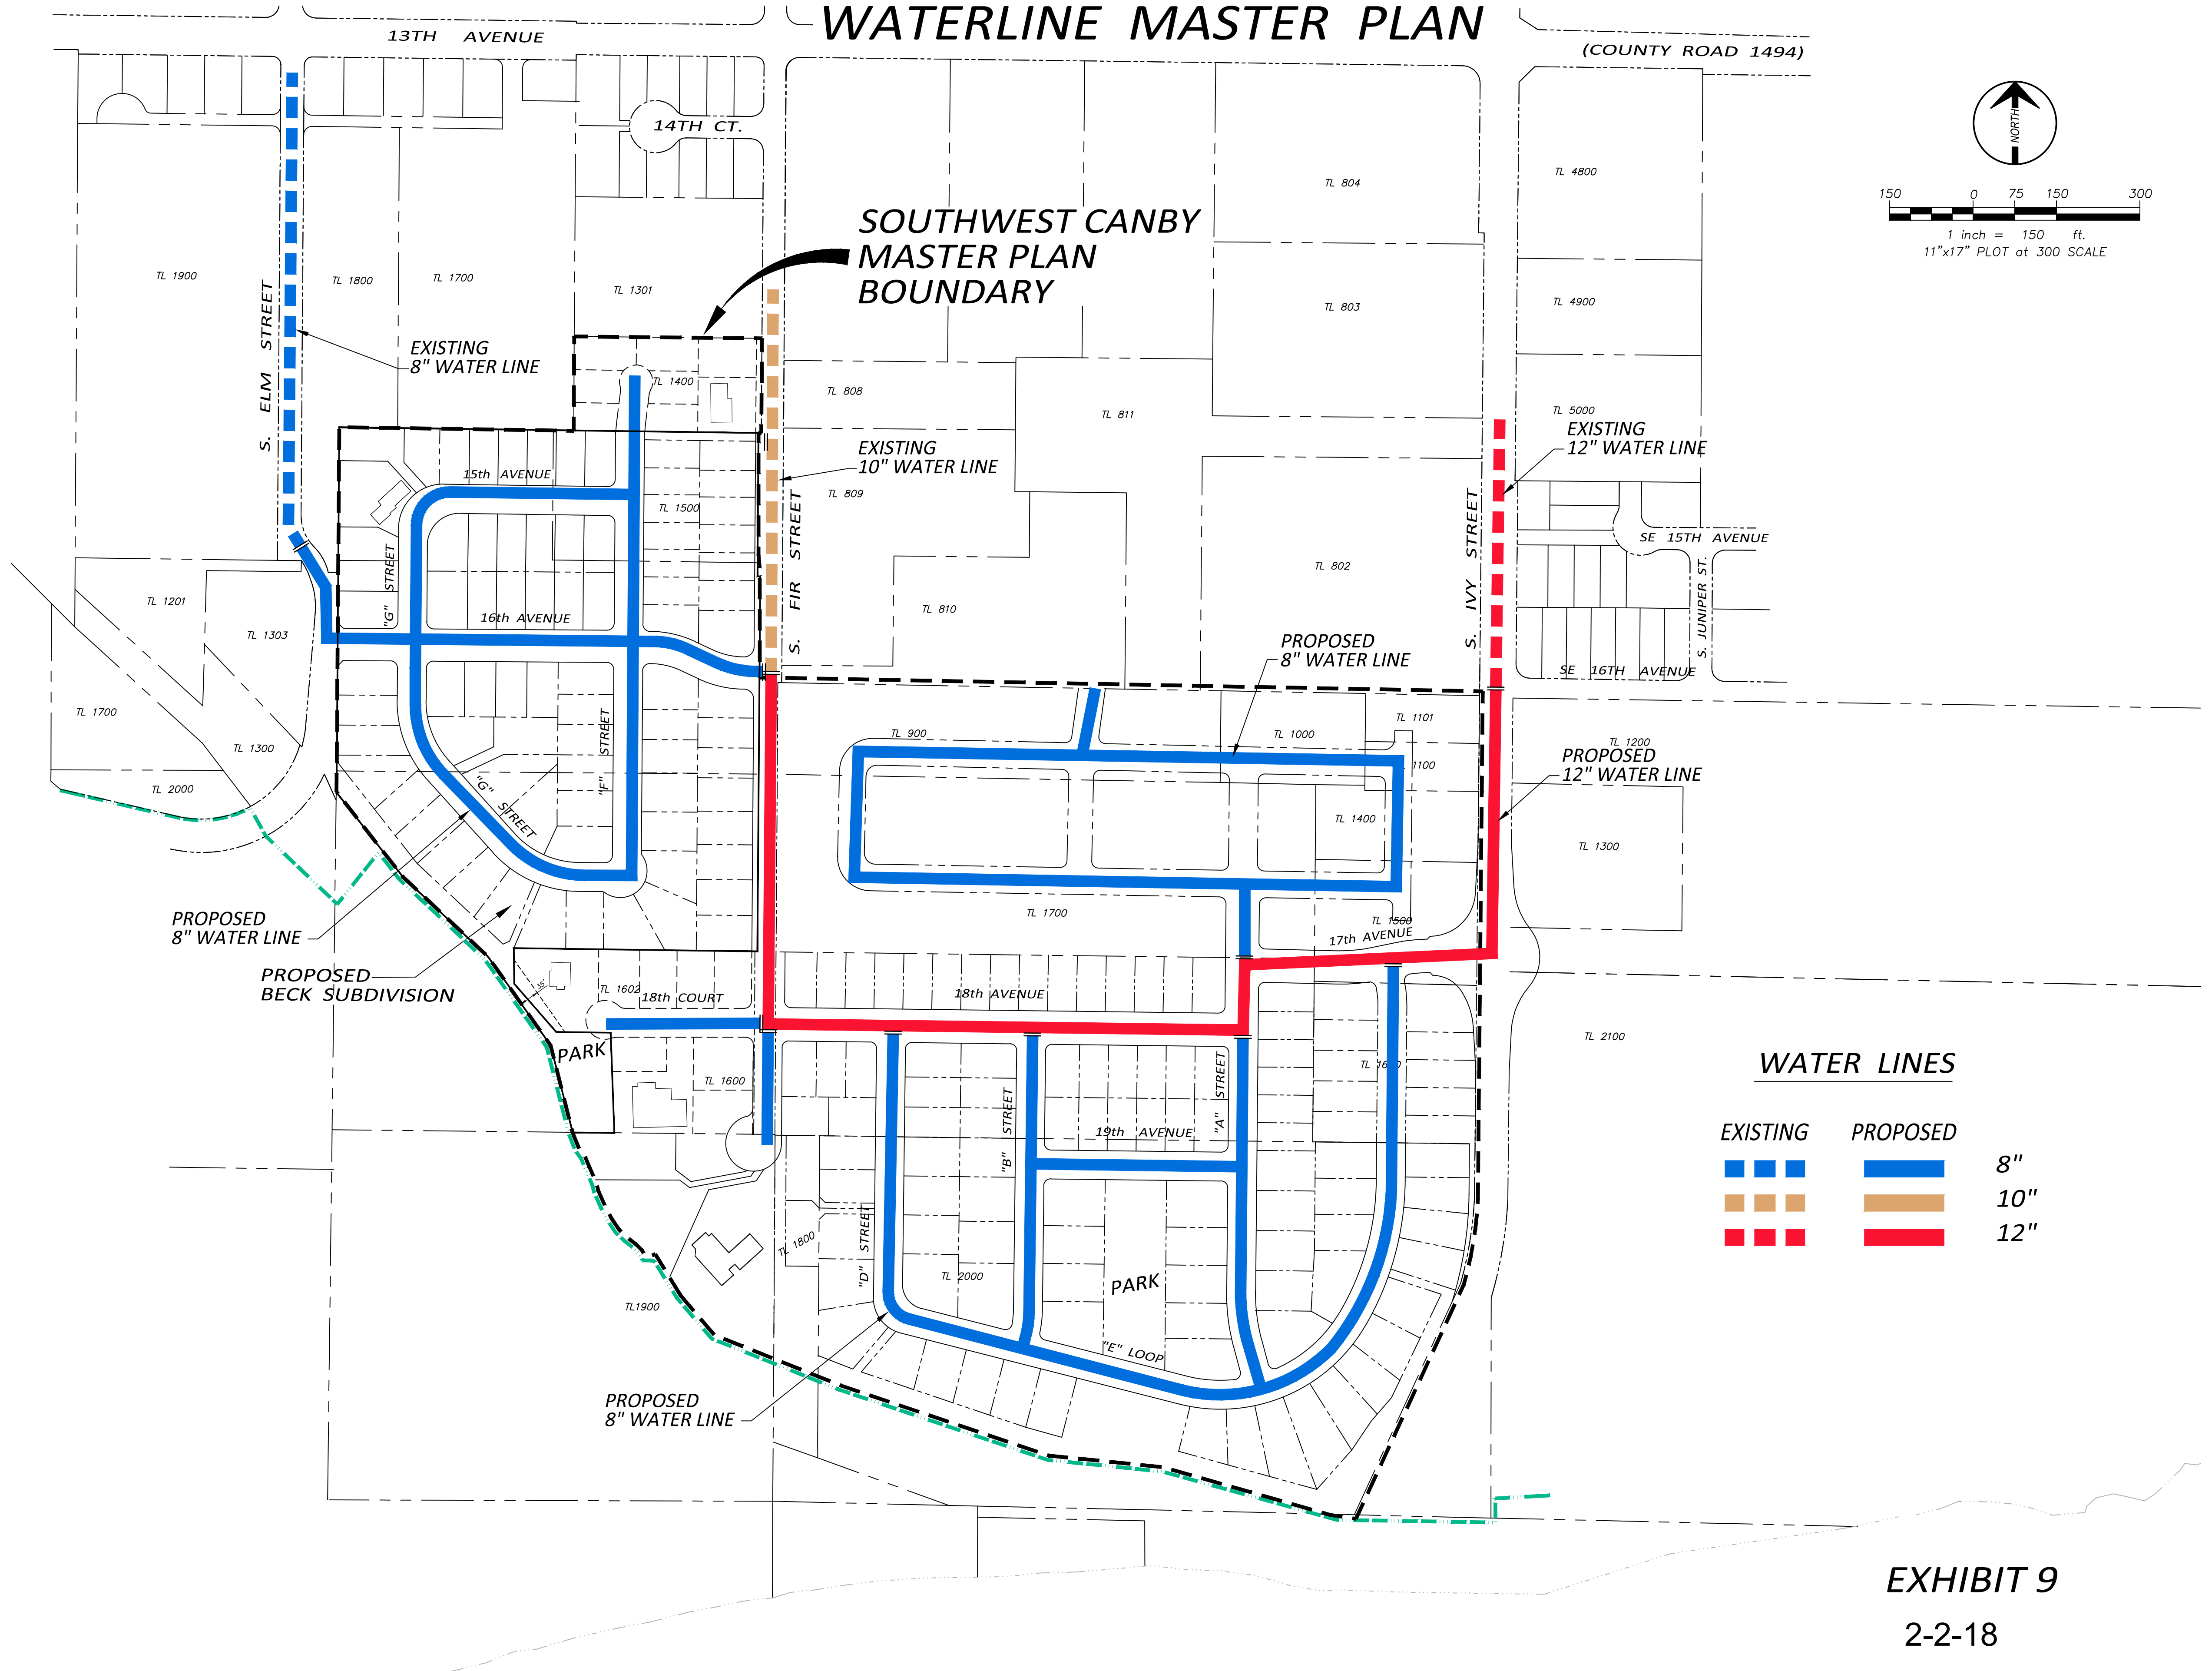 WATERLINE MASTER PLAN
13TH AVENUE
(COUNTY ROAD 1494)
14TH CT.
NORTH
150 0 75 150 300
1 inch = 150 ft.
11"x17" PLOT at 300 SCALE
TL 804
TL 4800
SOUTHWEST CANBY
MASTER PLAN
BOUNDARY
TL 1900
TL 1800
TL 1700
TL 1301
TL 803
TL 4900
S. ELM STREET
EXISTING
8" WATER LINE
TL 1400
TL 808
TL 811
TL 5000
EXISTING
12" WATER LINE
EXISTING
10" WATER LINE
15th AVENUE
TL 1500
TL 809
S. FIR STREET
S. IVY STREET
SE 15TH AVENUE
S. JUNIPER ST.
TL 802
"G" STREET
TL 1201
TL 1303
16th AVENUE
TL 810
PROPOSED
8" WATER LINE
SE 16TH AVENUE
TL 1700
TL 1300
TL 2000
"F" STREET
"G" STREET
TL 900
TL 1000
TL 1101
1100
TL 1200
PROPOSED
12" WATER LINE
TL 1400
TL 1300
PROPOSED
8" WATER LINE
TL 1700
TL 1500
17th AVENUE
PROPOSED
BECK SUBDIVISION
35'
TL 1602
18th COURT
18th AVENUE
PARK
TL 1600
TL 2100
"A" STREET
"B" STREET
19th AVENUE
WATER LINES
EXISTING PROPOSED
8"
10"
12"
TL 1800
"D" STREET
TL 2000
PARK
TL1900
"E" LOOP
PROPOSED
8" WATER LINE
EXHIBIT 9
2-2-18